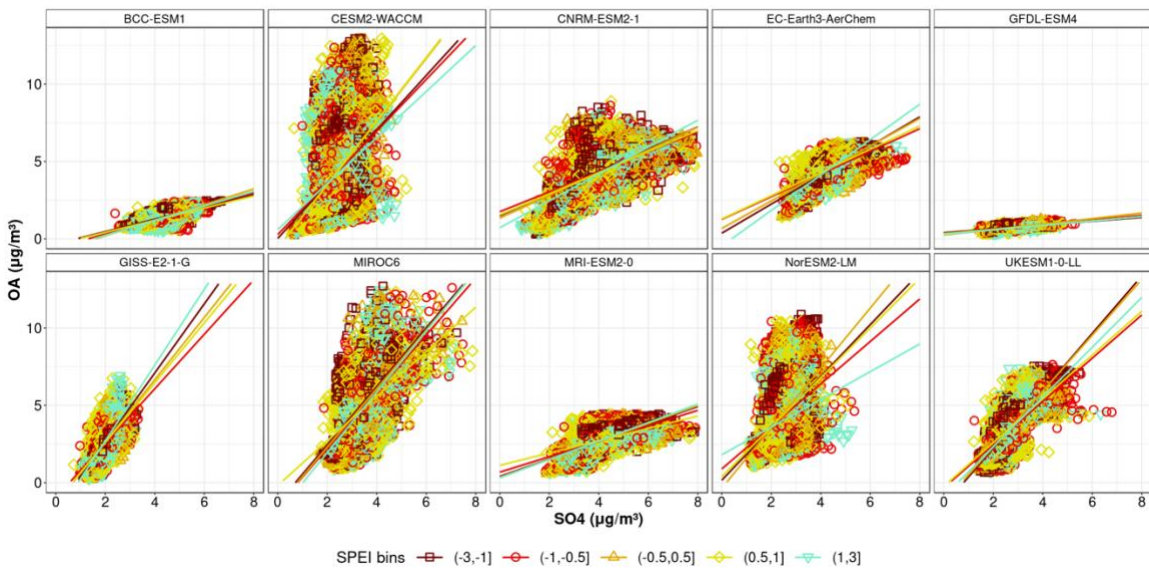 BCC-ESM1 CESM2-WACCM CNRM-ESM2-1 EC-Earth3-AerChem GFDL-ESM4
10
5
0
GISS-E2-1-G MIROC6 MRI-ESM2-0 NorESM2-LM UKESM1-0-LL
10
5
0
OA (µg/m³)
0 2 4 6 8 0 2 4 6 8 0 2 4 6 8 0 2 4 6 8 0 2 4 6 8
SO4 (µg/m³)
SPEI bins (-3,-1] (-1,-0.5] (-0.5,0.5] (0.5,1] (1,3]